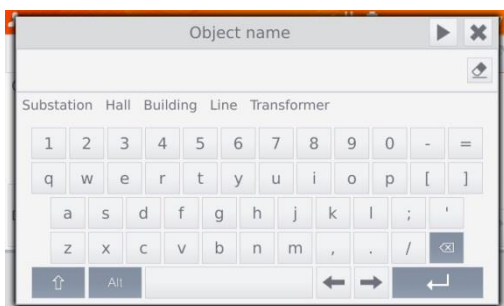 Object name
Substation Hall Building Line Transformer
1 2 3 4 5 6 7 8 9 0 - =
q w e r t y u i o p [ ]
a s d f g h j k l ; '
z x c v b n m , . /
Alt